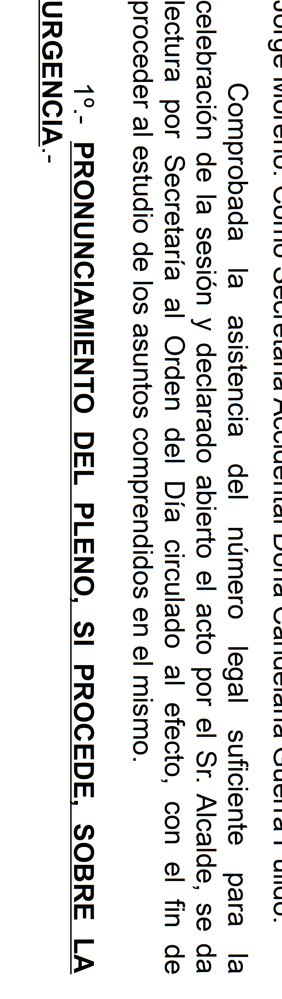 Jorge Moreno. Como Secretaria Accidental Doña Candelaria Guerra Pulido.
Comprobada la asistencia del número legal suficiente para la
celebración de la sesión y declarado abierto el acto por el Sr. Alcalde, se da
lectura por Secretaría al Orden del Día circulado al efecto, con el fin de
proceder al estudio de los asuntos comprendidos en el mismo.
1º.- PRONUNCIAMIENTO DEL PLENO, SI PROCEDE, SOBRE LA
URGENCIA.-